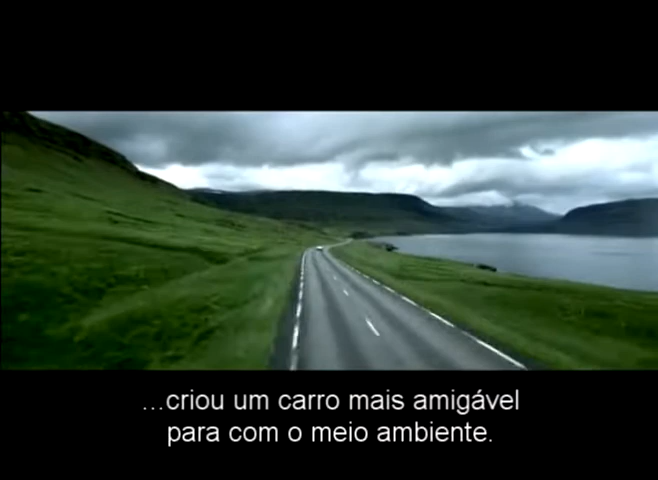 ...criou um carro mais amigável
para com o meio ambiente.